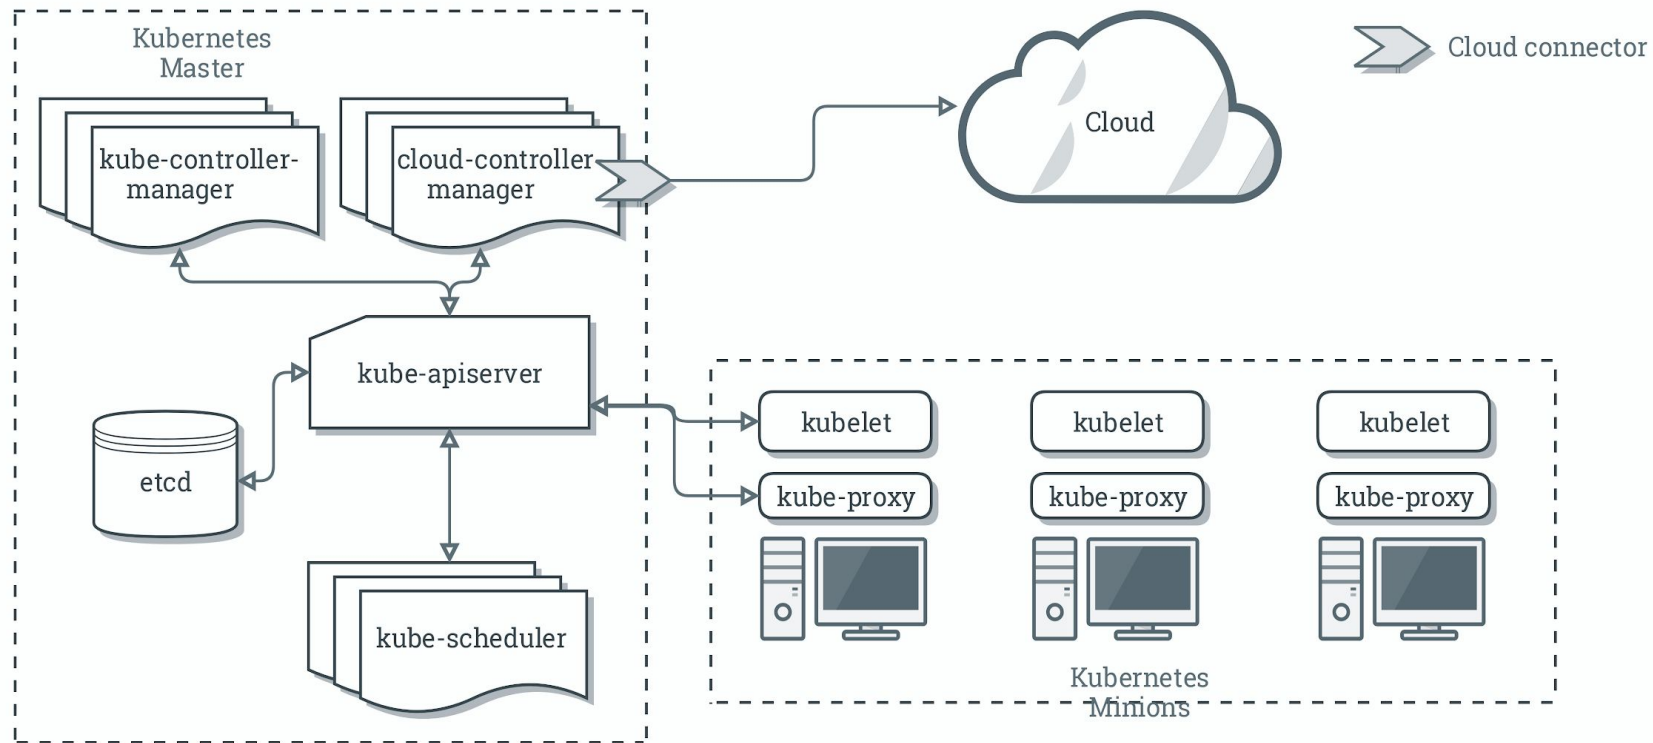 Kubernetes
Master
Cloud connector
kube-controller-
manager
cloud-controller
manager
Cloud
kube-apiserver
etcd
kube-scheduler
kubelet
kubelet
kubelet
kube-proxy
kube-proxy
kube-proxy
Kubernetes
Minions